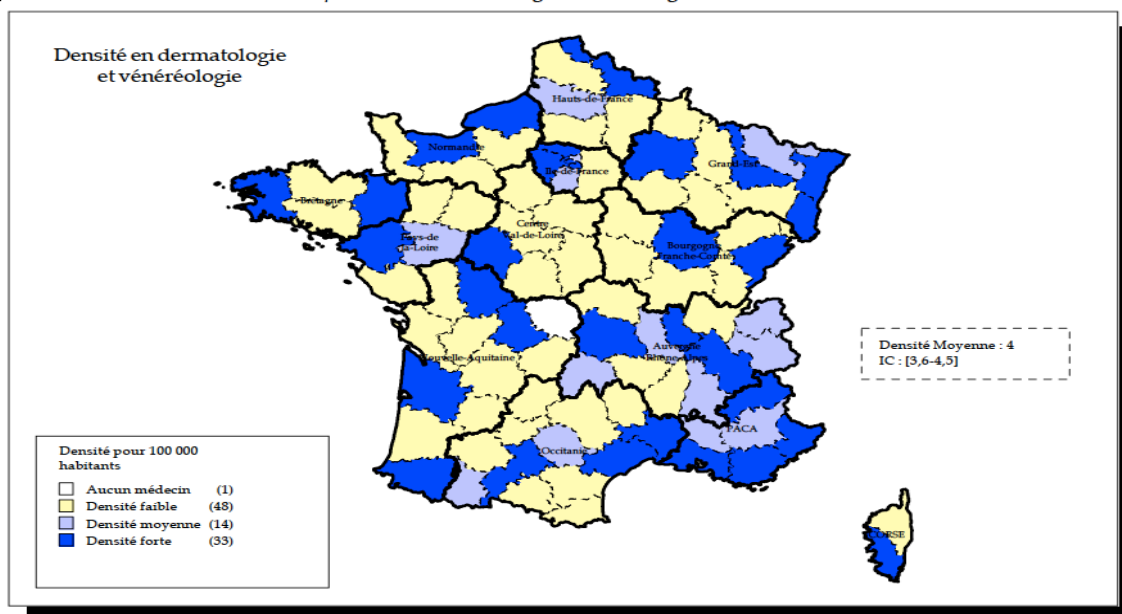 Densité en dermatologie
et vénéréologie
Hauts-de-France
Normandie
Grand-Est
Ile-de-France
Bretagne
Pays-de
la-Loire
Centre
Val-de-Loire
Bourgogne
Franche-Comté
Nouvelle-Aquitaine
Auvergne
Rhône-Alpes
Densité Moyenne : 4
IC : [3,6-4,5]
PACA
Occitanie
CORSE
Densité pour 100 000
habitants
Aucun médecin (1)
Densité faible (48)
Densité moyenne (14)
Densité forte (33)